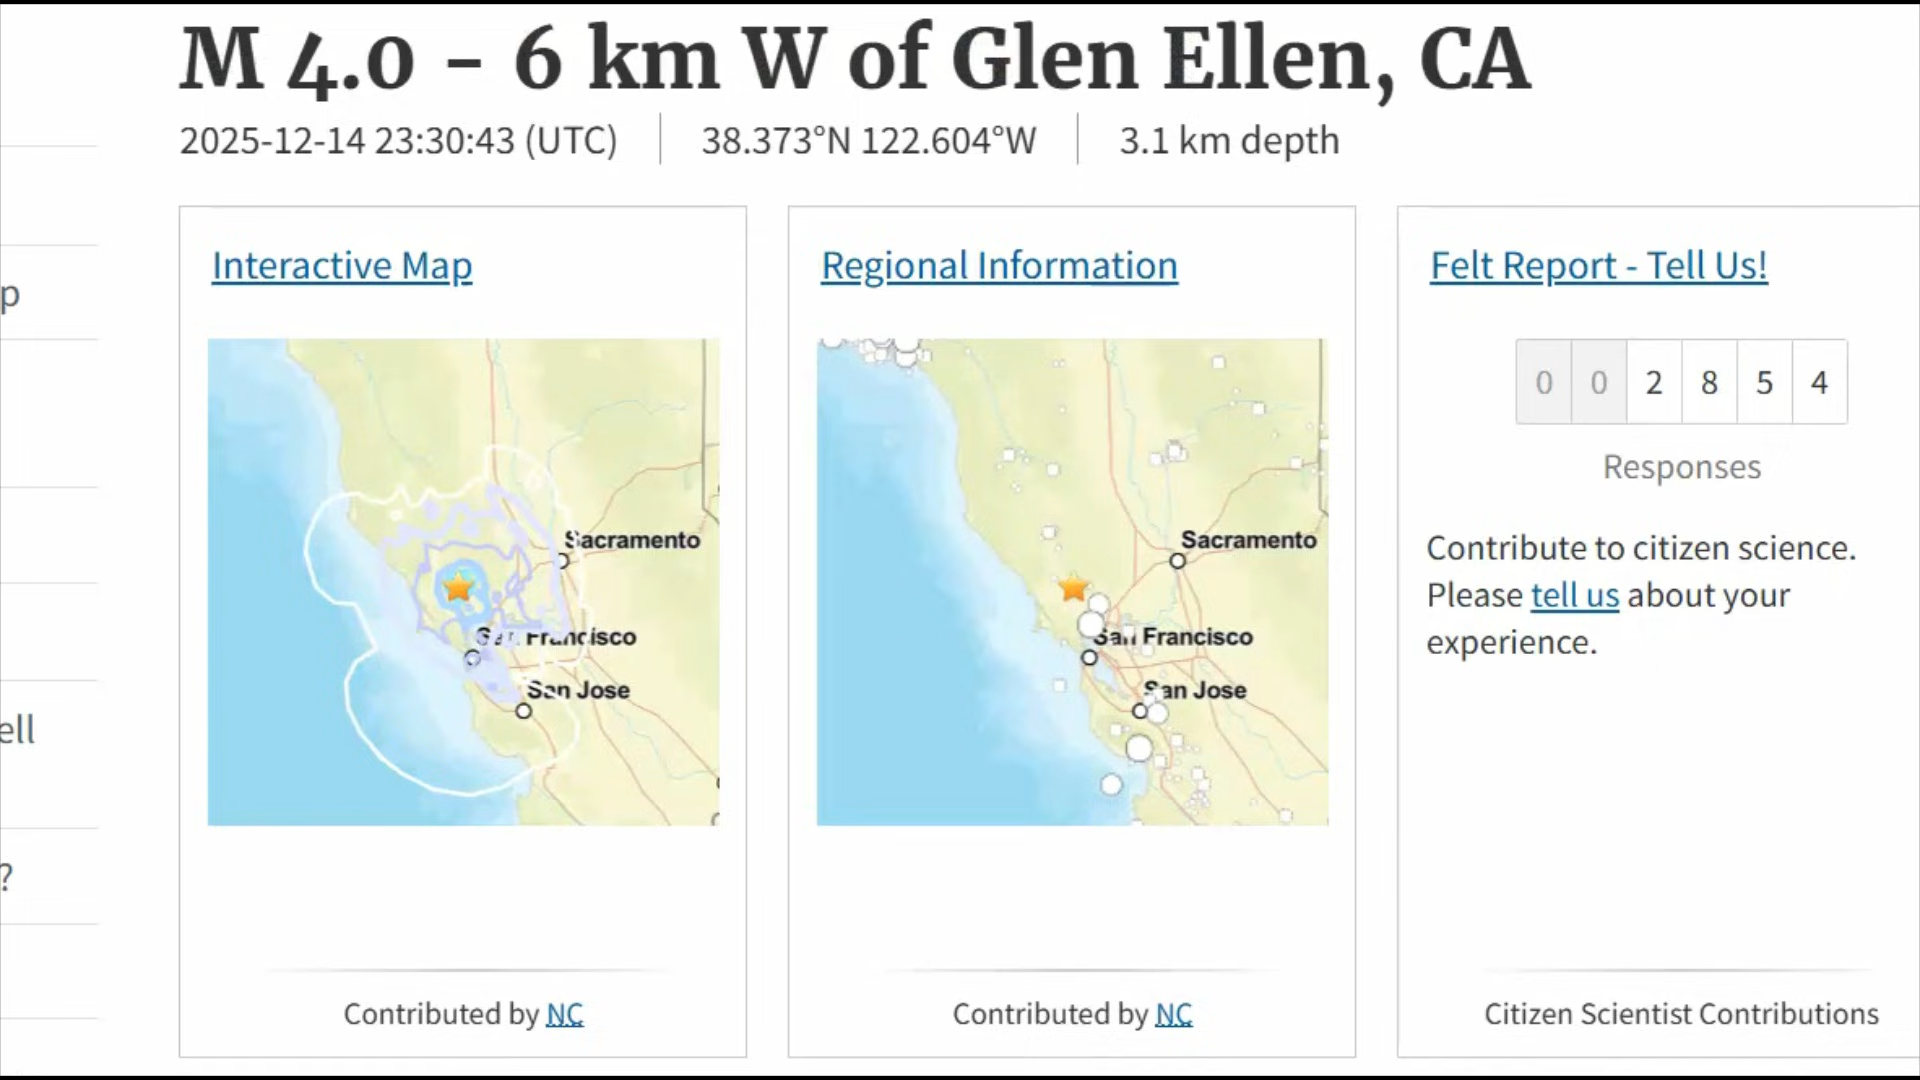 M 4.0 - 6 km W of Glen Ellen, CA
2025-12-14 23:30:43 (UTC)
38.373°N 122.604°W
3.1 km depth
p
ell
?
Interactive Map
Sacramento
San Francisco
San Jose
Contributed by NC
Regional Information
Sacramento
San Francisco
San Jose
Contributed by NC
Felt Report - Tell Us!
0 0 2 8 5 4
Responses
Contribute to citizen science.
Please tell us about your
experience.
Citizen Scientist Contributions